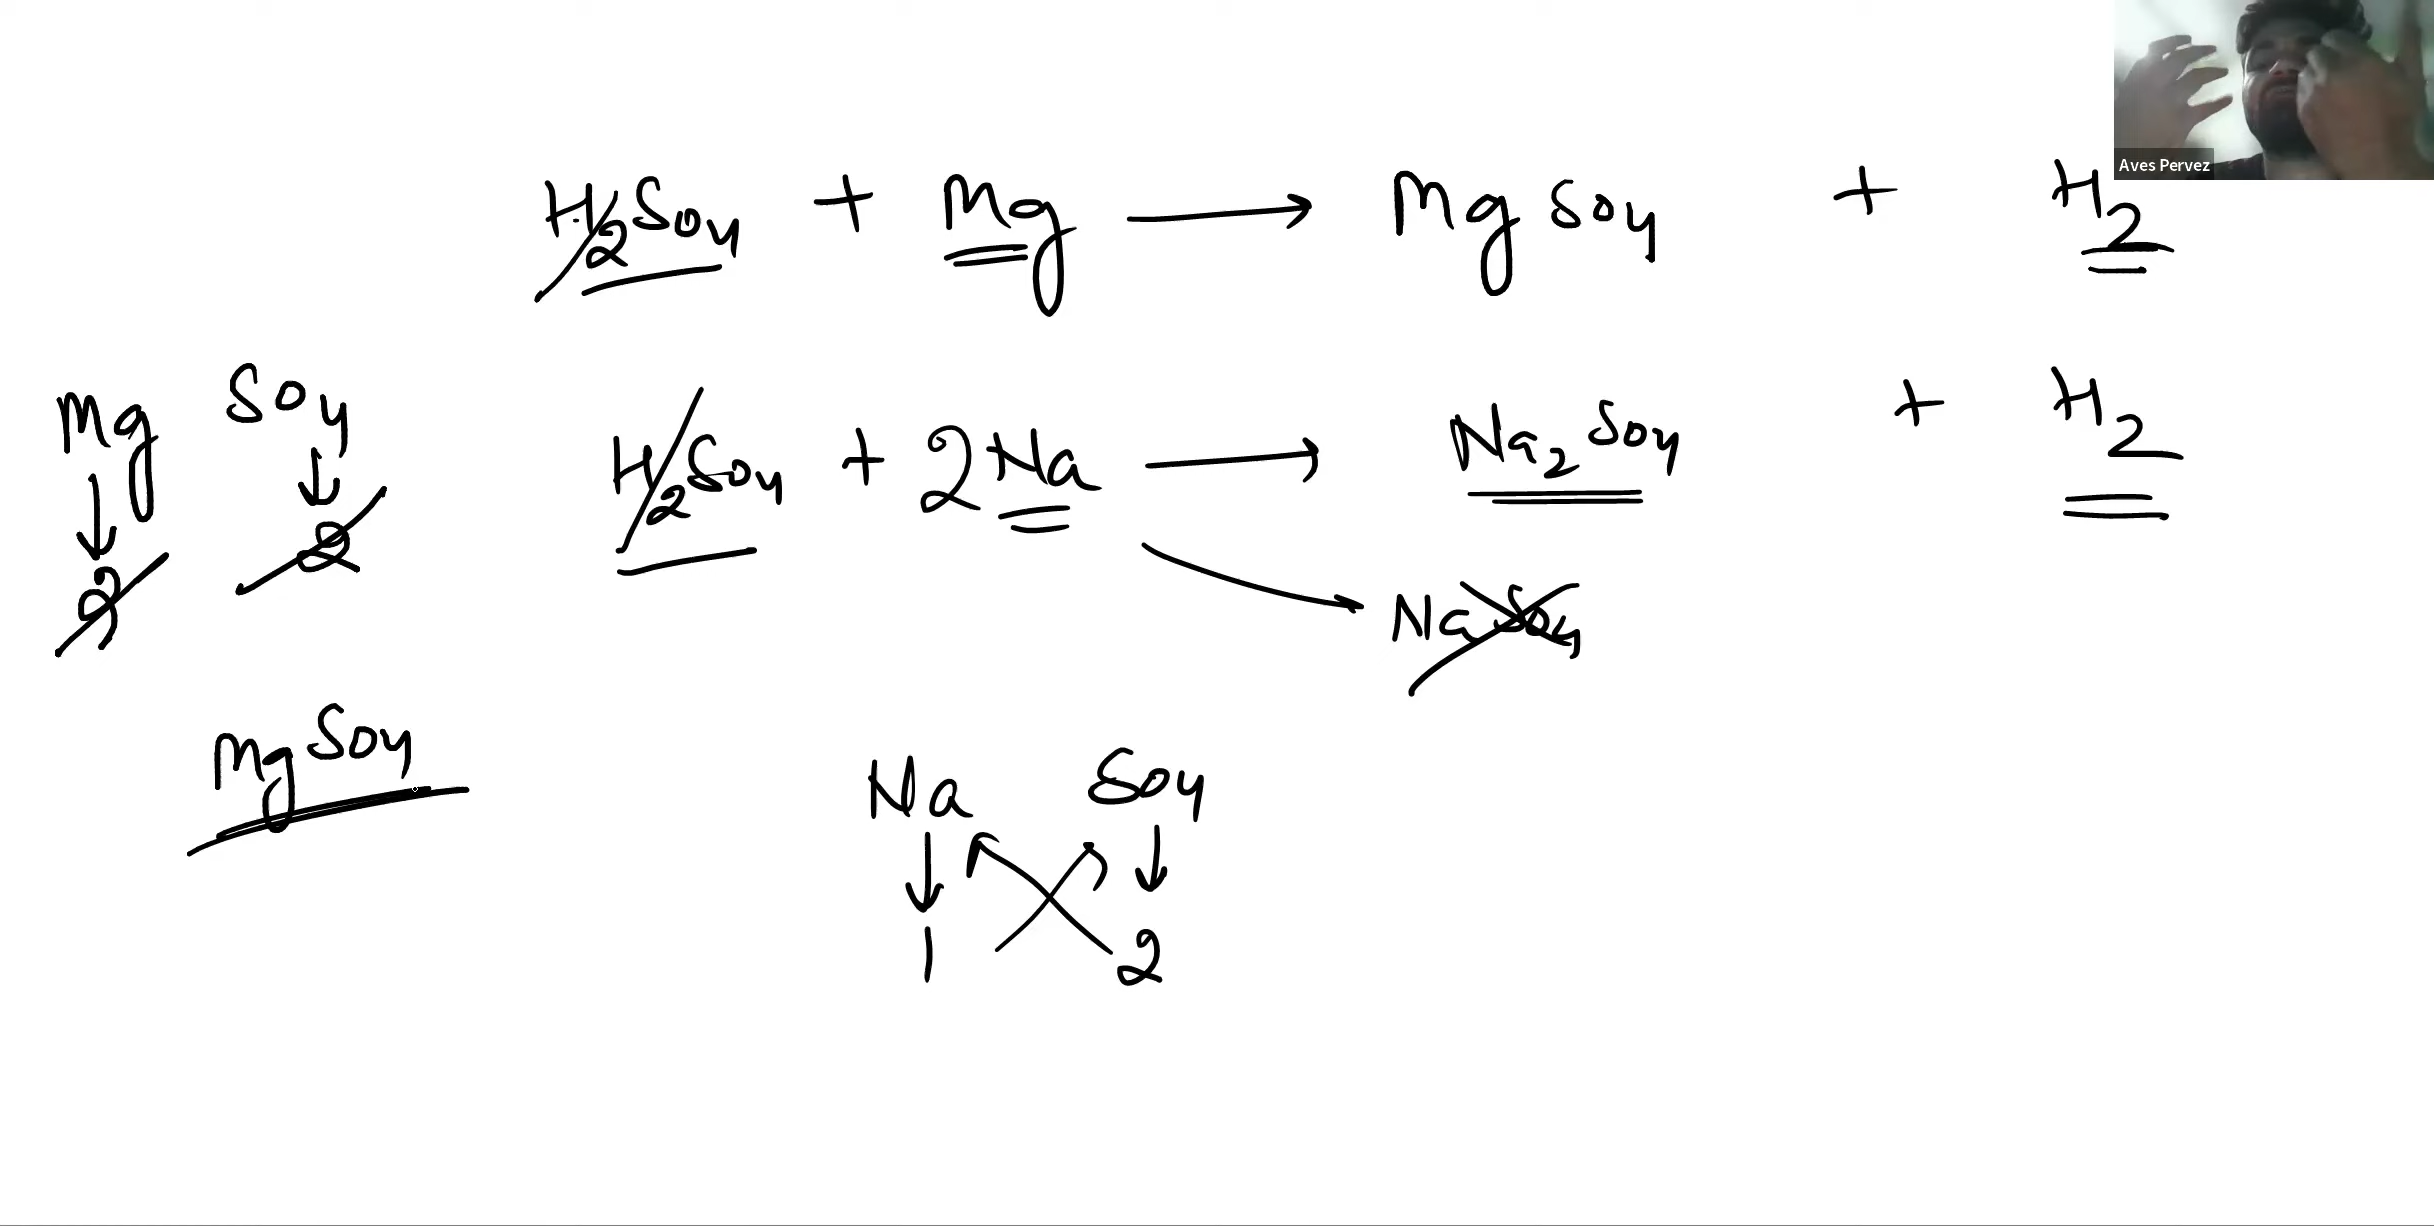 Aves Pervez
H2SO4 + Mg → MgSO4 + H2
Mg SO4
↓ ↓
2 2
H2SO4 + 2Na → Na2SO4 + H2
→ NaSO4
MgSO4
Na SO4
↓ ↓
1 2